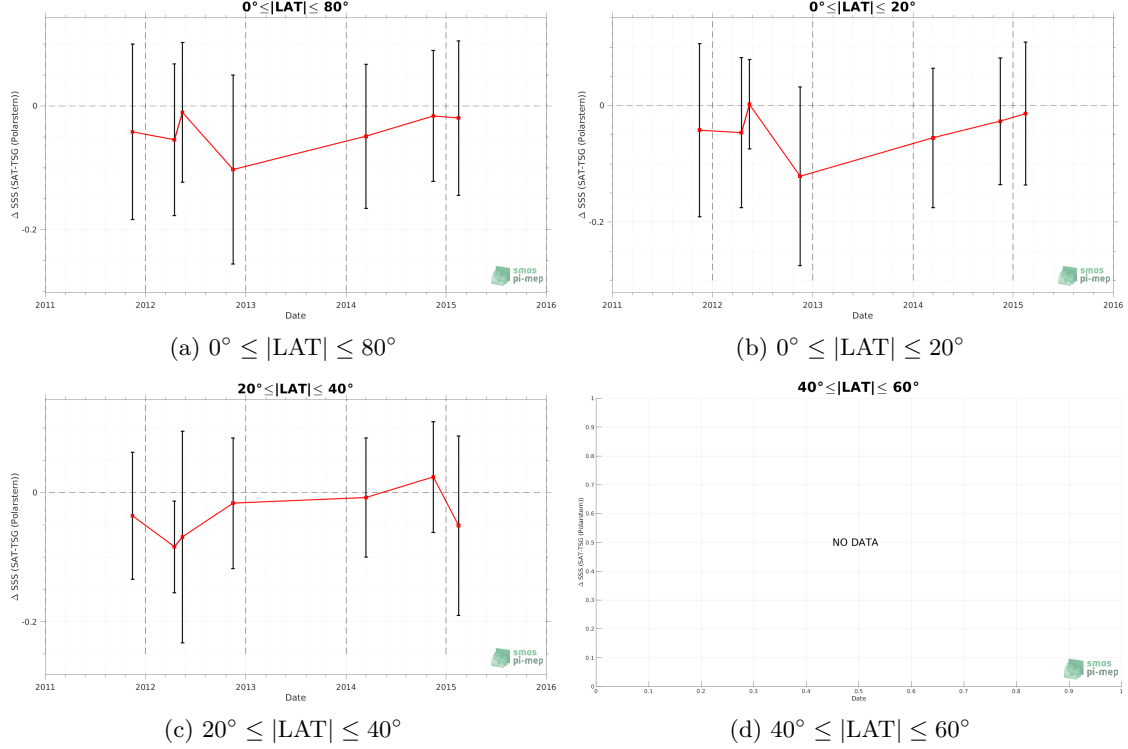 0°≤|LAT|≤ 80°
0
-0.2
Δ SSS (SAT-TSG (Polarstern))
2011 2012 2013 2014 2015 2016
Date
smos
pi-mep
(a) 0° ≤ |LAT| ≤ 80°
0°≤|LAT|≤ 20°
0
-0.2
Δ SSS (SAT-TSG (Polarstern))
2011 2012 2013 2014 2015 2016
Date
smos
pi-mep
(b) 0° ≤ |LAT| ≤ 20°
20°≤|LAT|≤ 40°
0
-0.2
Δ SSS (SAT-TSG (Polarstern))
2011 2012 2013 2014 2015 2016
Date
smos
pi-mep
(c) 20° ≤ |LAT| ≤ 40°
40°≤|LAT|≤ 60°
1
0.9
0.8
0.7
0.6
0.5
0.4
0.3
0.2
0.1
0
Δ SSS (SAT-TSG (Polarstern))
NO DATA
0 0.1 0.2 0.3 0.4 0.5 0.6 0.7 0.8 0.9 1
Date
smos
pi-mep
(d) 40° ≤ |LAT| ≤ 60°